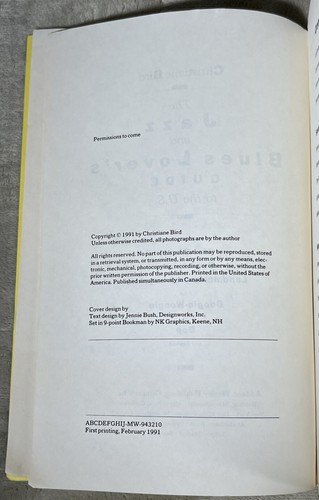 Permissions to come
Copyright © 1991 by Christiane Bird
Unless otherwise credited, all photographs are by the author
All rights reserved. No part of this publication may be reproduced, stored
in a retrieval system, or transmitted, in any form or by any means, elec-
tronic, mechanical, photocopying, recording, or otherwise, without the
prior written permission of the publisher. Printed in the United States of
America. Published simultaneously in Canada.
Cover design by
Text design by Jennie Bush, Designworks, Inc.
Set in 9-point Bookman by NK Graphics, Keene, NH
ABCDEFGHIJ-MW-943210
First printing, February 1991